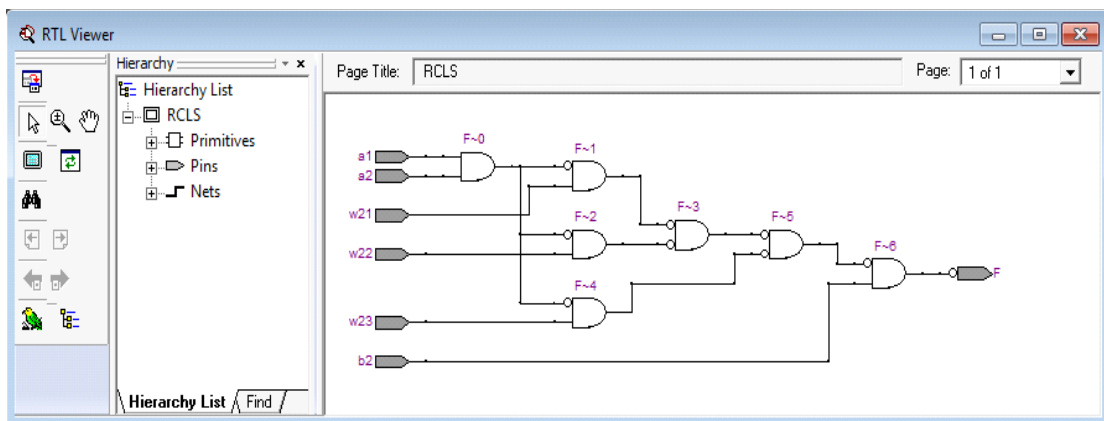 RTL Viewer
Hierarchy
Hierarchy List
RCLS
Primitives
Pins
Nets
Hierarchy List
Find
Page Title: RCLS
Page: 1 of 1
F~0
a1
a2
F~1
w21
F~2
F~3
F~5
w22
F~6
F
F~4
w23
b2